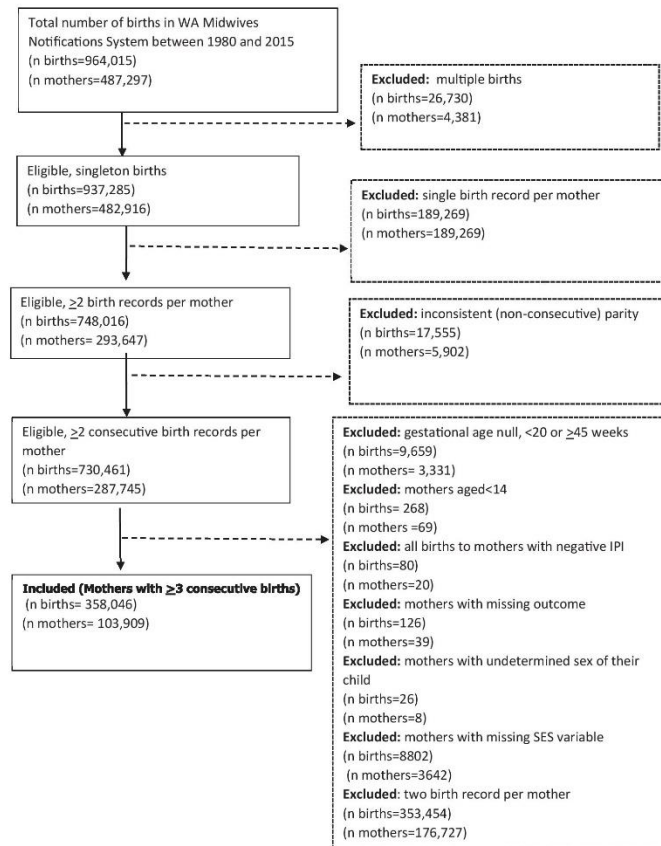 Total number of births in WA Midwives
Notifications System between 1980 and 2015
(n births=964,015)
(n mothers=487,297)
Excluded: multiple births
(n births=26,730)
(n mothers=4,381)
Eligible, singleton births
(n births=937,285)
(n mothers=482,916)
Excluded: single birth record per mother
(n births=189,269)
(n mothers=189,269)
Eligible, ≥2 birth records per mother
(n births=748,016)
(n mothers= 293,647)
Excluded: inconsistent (non-consecutive) parity
(n births=17,555)
(n mothers=5,902)
Eligible, ≥2 consecutive birth records per
mother
(n births=730,461)
(n mothers=287,745)
Excluded: gestational age null, <20 or ≥45 weeks
(n births=9,659)
(n mothers= 3,331)
Excluded: mothers aged<14
(n births= 268)
(n mothers =69)
Excluded: all births to mothers with negative IPI
(n births=80)
(n mothers=20)
Excluded: mothers with missing outcome
(n births=126)
(n mothers=39)
Excluded: mothers with undetermined sex of their
child
(n births=26)
(n mothers=8)
Excluded: mothers with missing SES variable
(n births=8802)
(n mothers=3642)
Excluded: two birth record per mother
(n births=353,454)
(n mothers=176,727)
Included (Mothers with ≥3 consecutive births)
(n births= 358,046)
(n mothers= 103,909)